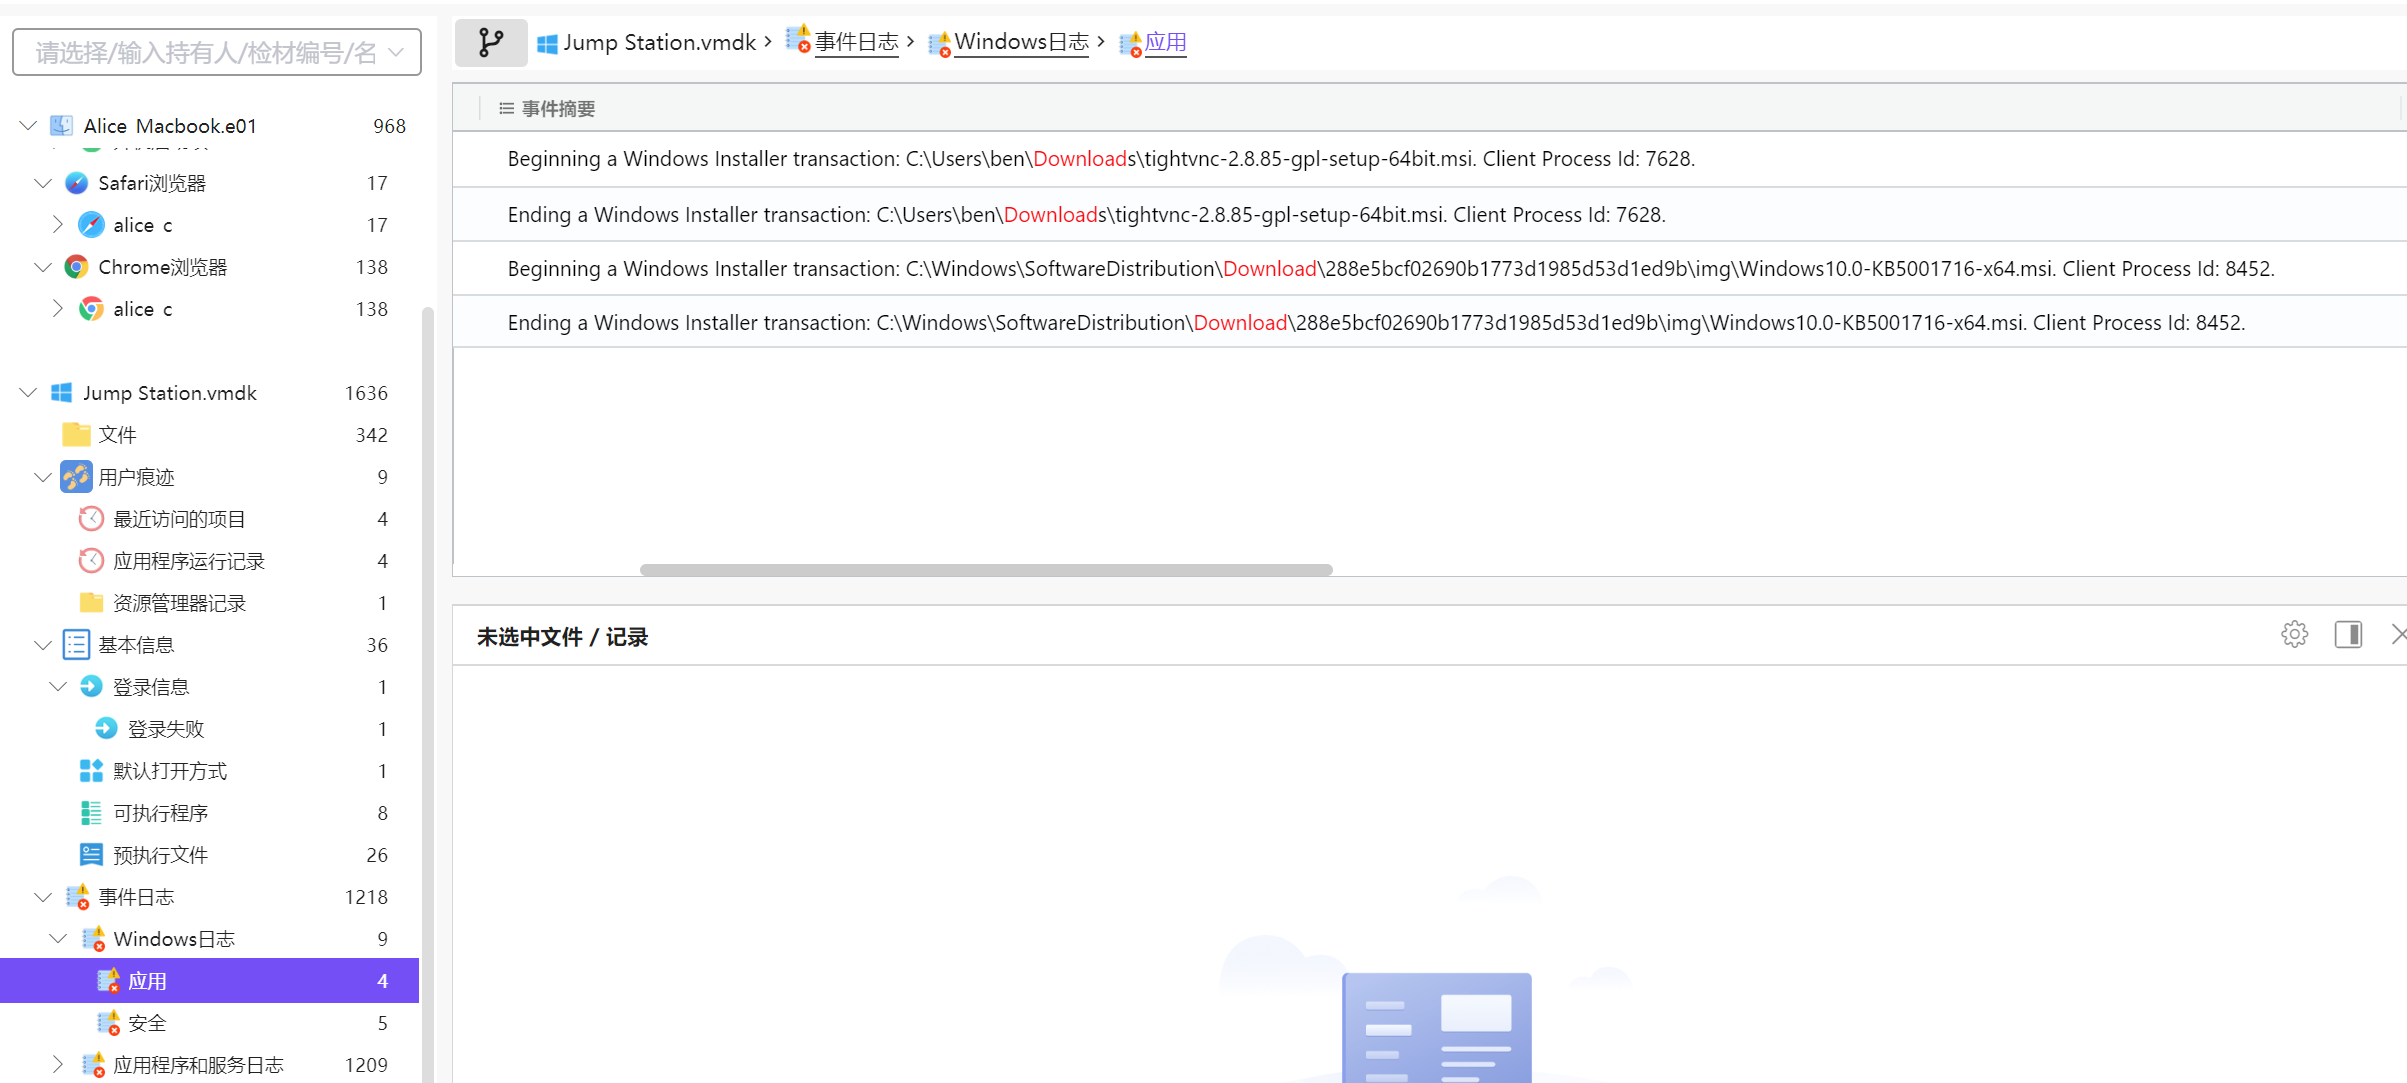 请选择/输入持有人/检材编号/名
Alice Macbook.e01 968
Safari浏览器 17
alice c 17
Chrome浏览器 138
alice c 138
Jump Station.vmdk 1636
文件 342
用户痕迹 9
最近访问的项目 4
应用程序运行记录 4
资源管理器记录 1
基本信息 36
登录信息 1
登录失败 1
默认打开方式 1
可执行程序 8
预执行文件 26
事件日志 1218
Windows日志 9
应用 4
安全 5
应用程序和服务日志 1209
Jump Station.vmdk > 事件日志 > Windows日志 > 应用
事件摘要
Beginning a Windows Installer transaction: C:\Users\ben\Downloads\tightvnc-2.8.85-gpl-setup-64bit.msi. Client Process Id: 7628.
Ending a Windows Installer transaction: C:\Users\ben\Downloads\tightvnc-2.8.85-gpl-setup-64bit.msi. Client Process Id: 7628.
Beginning a Windows Installer transaction: C:\Windows\SoftwareDistribution\Download\288e5bcf02690b1773d1985d53d1ed9b\img\Windows10.0-KB5001716-x64.msi. Client Process Id: 8452.
Ending a Windows Installer transaction: C:\Windows\SoftwareDistribution\Download\288e5bcf02690b1773d1985d53d1ed9b\img\Windows10.0-KB5001716-x64.msi. Client Process Id: 8452.
未选中文件 / 记录